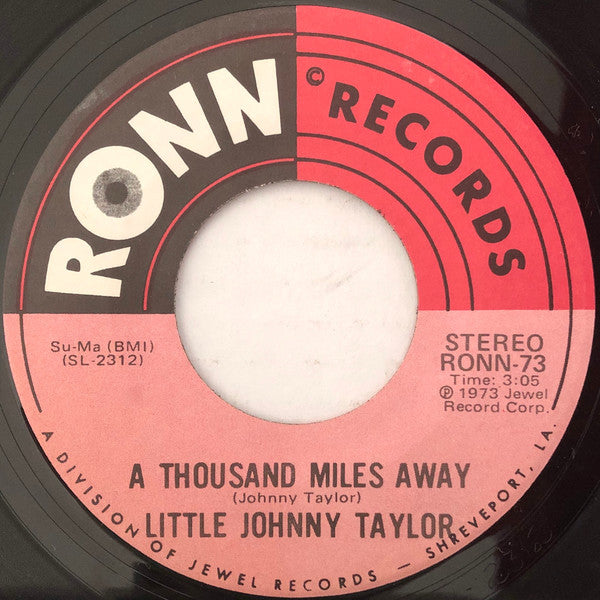 RONN
© RECORDS
Su-Ma (BMI)
(SL-2312)
STEREO
RONN-73
Time: 3:05
℗ 1973 Jewel
Record Corp.
A THOUSAND MILES AWAY
(Johnny Taylor)
LITTLE JOHNNY TAYLOR
A DIVISION OF JEWEL RECORDS — SHREVEPORT, LA.